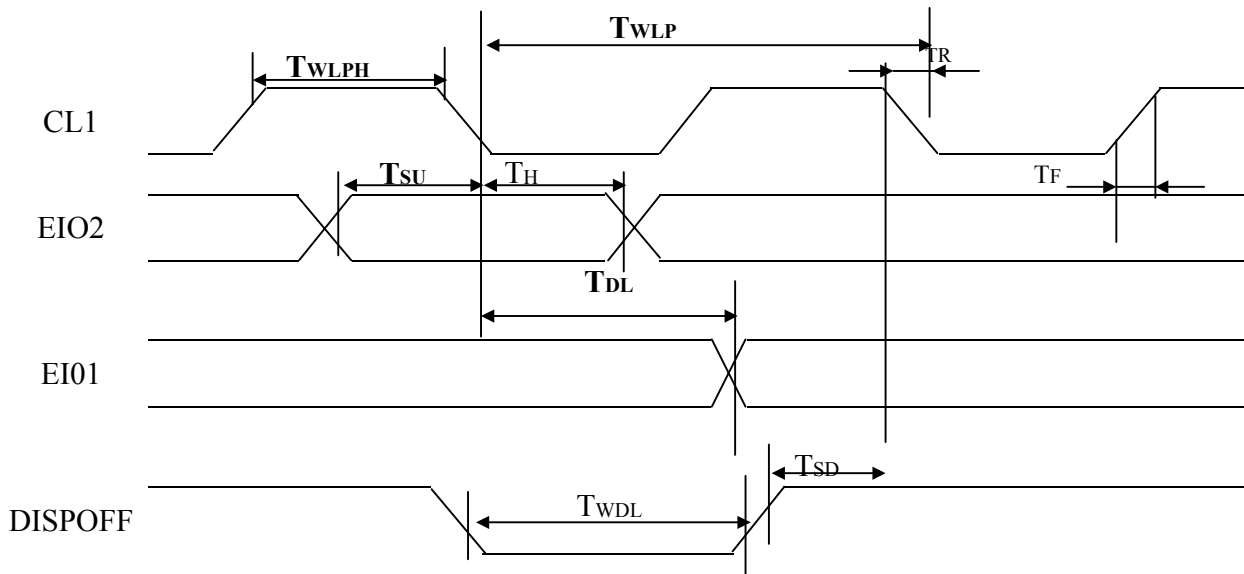 TWLP
TWLPH
TR
CL1
TSU
TH
TF
EIO2
TDL
EI01
TSD
TWDL
DISPOFF